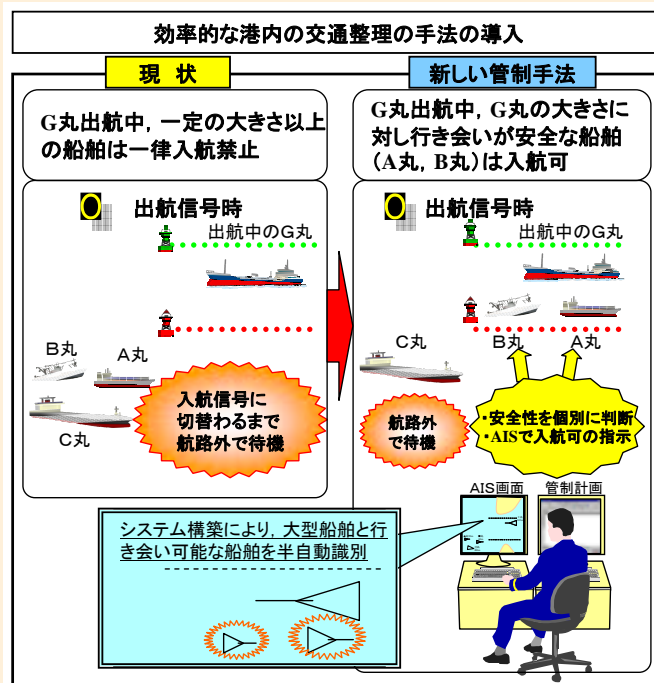 効率的な港内の交通整理の手法の導入
現 状
G丸出航中，一定の大きさ以上
の船舶は一律入航禁止
出航信号時
出航中のG丸
B丸
A丸
C丸
入航信号に
切替わるまで
航路外で待機
新しい管制手法
G丸出航中，G丸の大きさに
対し行き会いが安全な船舶
（A丸，B丸）は入航可
出航信号時
出航中のG丸
C丸
B丸
A丸
航路外
で待機
・安全性を個別に判断
・AISで入航可の指示
AIS画面
管制計画
システム構築により，大型船舶と行
き会い可能な船舶を半自動識別